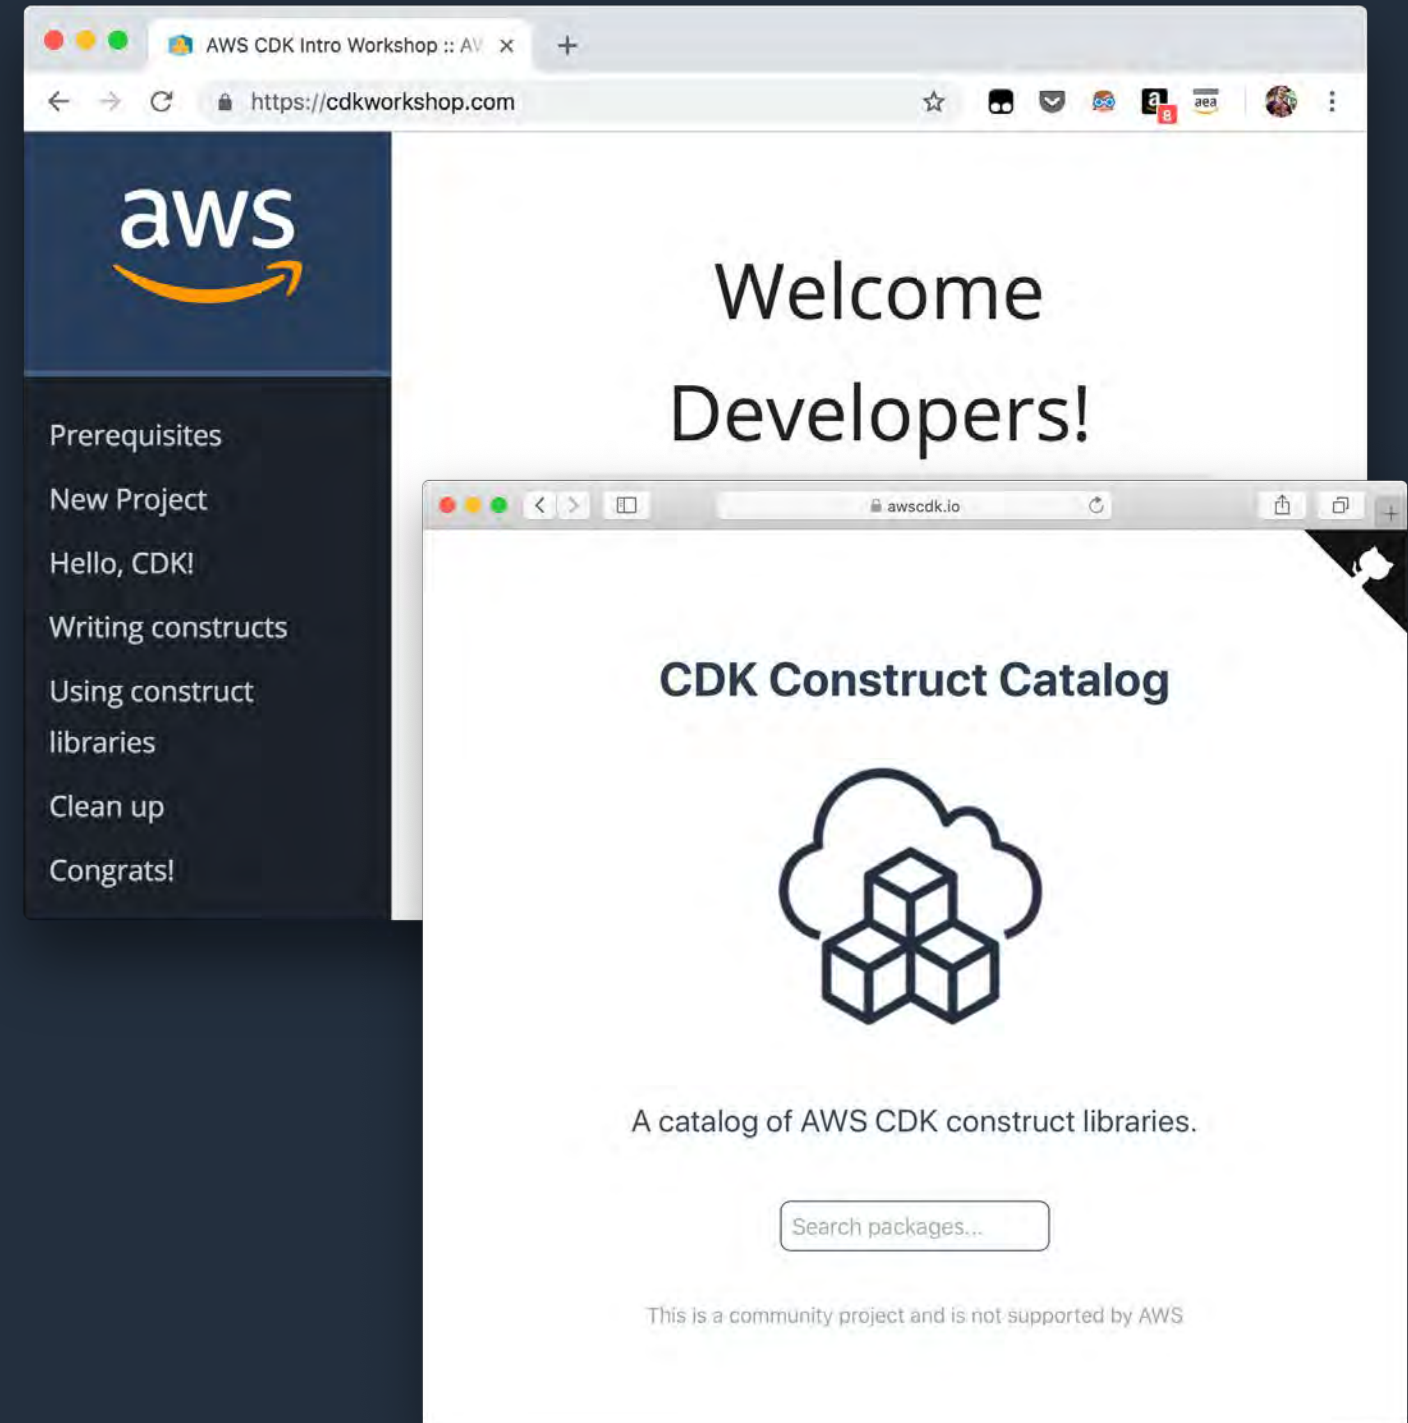 AWS CDK Intro Workshop :: AV
https://cdkworkshop.com
a
8
aea
aws
Welcome
Developers!
Prerequisites
New Project
Hello, CDK!
Writing constructs
Using construct
libraries
Clean up
Congrats!
awscdk.io
CDK Construct Catalog
A catalog of AWS CDK construct libraries.
Search packages...
This is a community project and is not supported by AWS